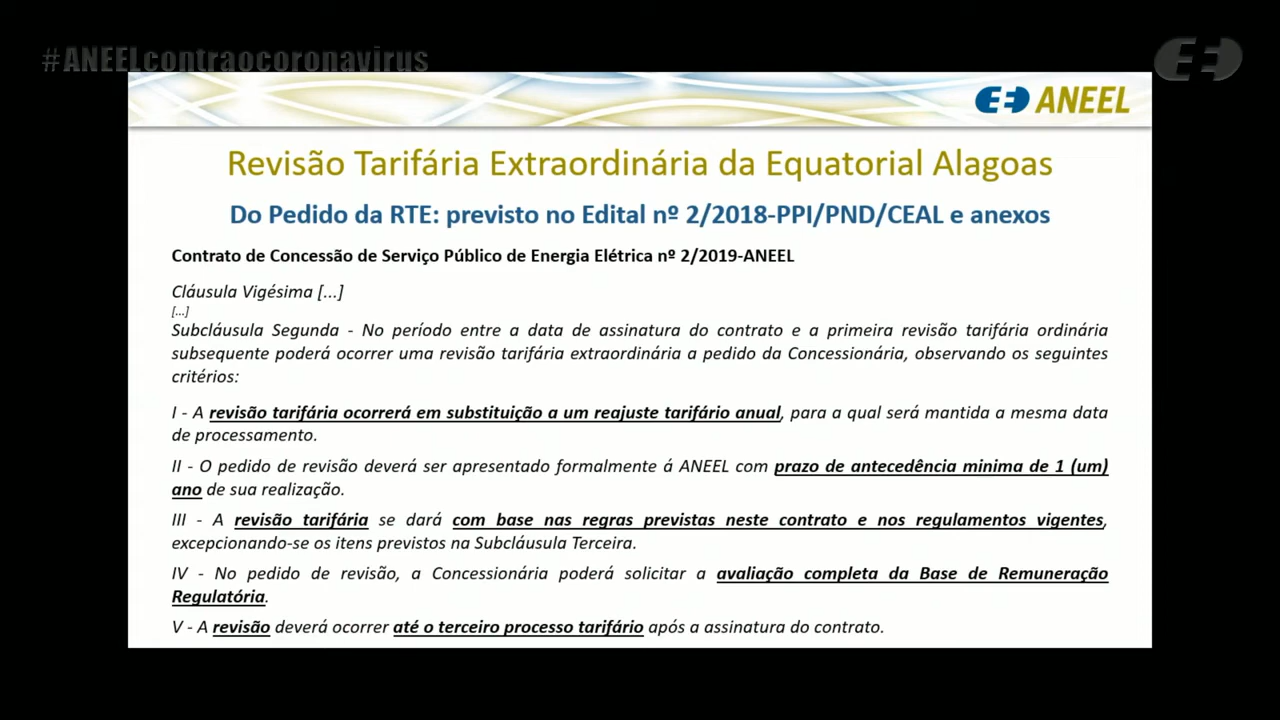 #ANEELcontraocoronavirus
ANEEL
Revisão Tarifária Extraordinária da Equatorial Alagoas
Do Pedido da RTE: previsto no Edital nº 2/2018-PPI/PND/CEAL e anexos
Contrato de Concessão de Serviço Público de Energia Elétrica nº 2/2019-ANEEL
Cláusula Vigésima [...]
[...]
Subcláusula Segunda - No período entre a data de assinatura do contrato e a primeira revisão tarifária ordinária
subsequente poderá ocorrer uma revisão tarifária extraordinária a pedido da Concessionária, observando os seguintes
critérios:
I - A revisão tarifária ocorrerá em substituição a um reajuste tarifário anual, para a qual será mantida a mesma data
de processamento.
II - O pedido de revisão deverá ser apresentado formalmente á ANEEL com prazo de antecedência minima de 1 (um)
ano de sua realização.
III - A revisão tarifária se dará com base nas regras previstas neste contrato e nos regulamentos vigentes,
excepcionando-se os itens previstos na Subcláusula Terceira.
IV - No pedido de revisão, a Concessionária poderá solicitar a avaliação completa da Base de Remuneração
Regulatória.
V - A revisão deverá ocorrer até o terceiro processo tarifário após a assinatura do contrato.